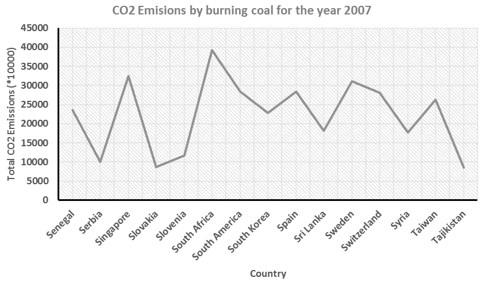 CO2 Emisions by burning coal for the year 2007
Total CO2 Emissions (*10000)
45000
40000
35000
30000
25000
20000
15000
10000
5000
0
Senegal
Serbia
Singapore
Slovakia
Slovenia
South Africa
South America
South Korea
Spain
Sri Lanka
Sweden
Switzerland
Syria
Taiwan
Tajikistan
Country